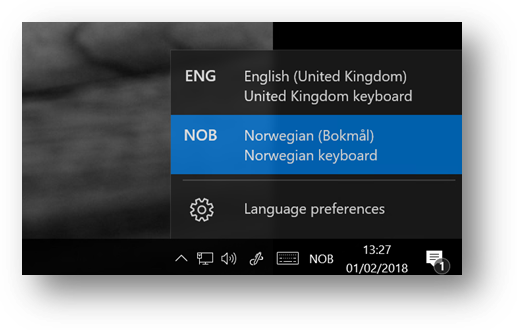 ENG English (United Kingdom)
United Kingdom keyboard
NOB Norwegian (Bokmål)
Norwegian keyboard
Language preferences
NOB 13:27
01/02/2018
1